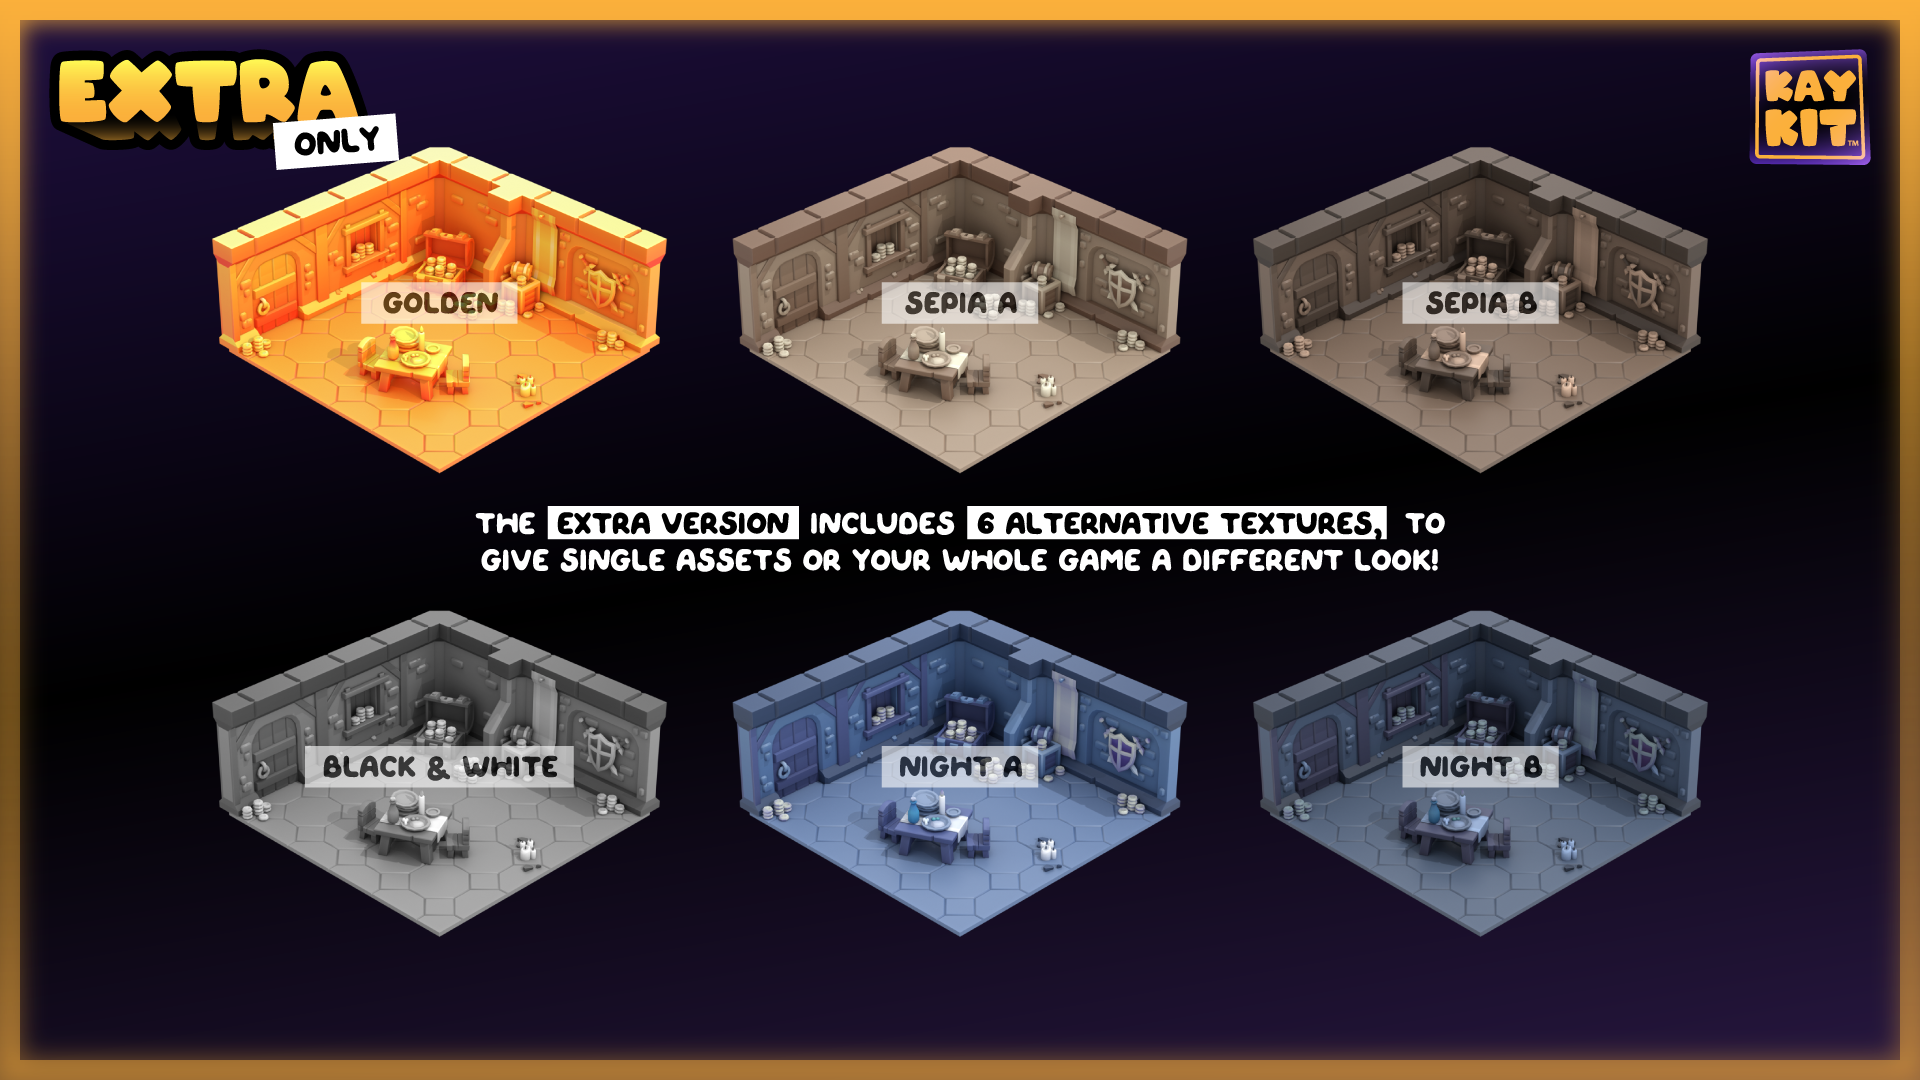 EXTRA
ONLY
KAY
KIT™
GOLDEN
SEPIA A
SEPIA B
THE EXTRA VERSION INCLUDES 6 ALTERNATIVE TEXTURES, TO
GIVE SINGLE ASSETS OR YOUR WHOLE GAME A DIFFERENT LOOK!
BLACK & WHITE
NIGHT A
NIGHT B